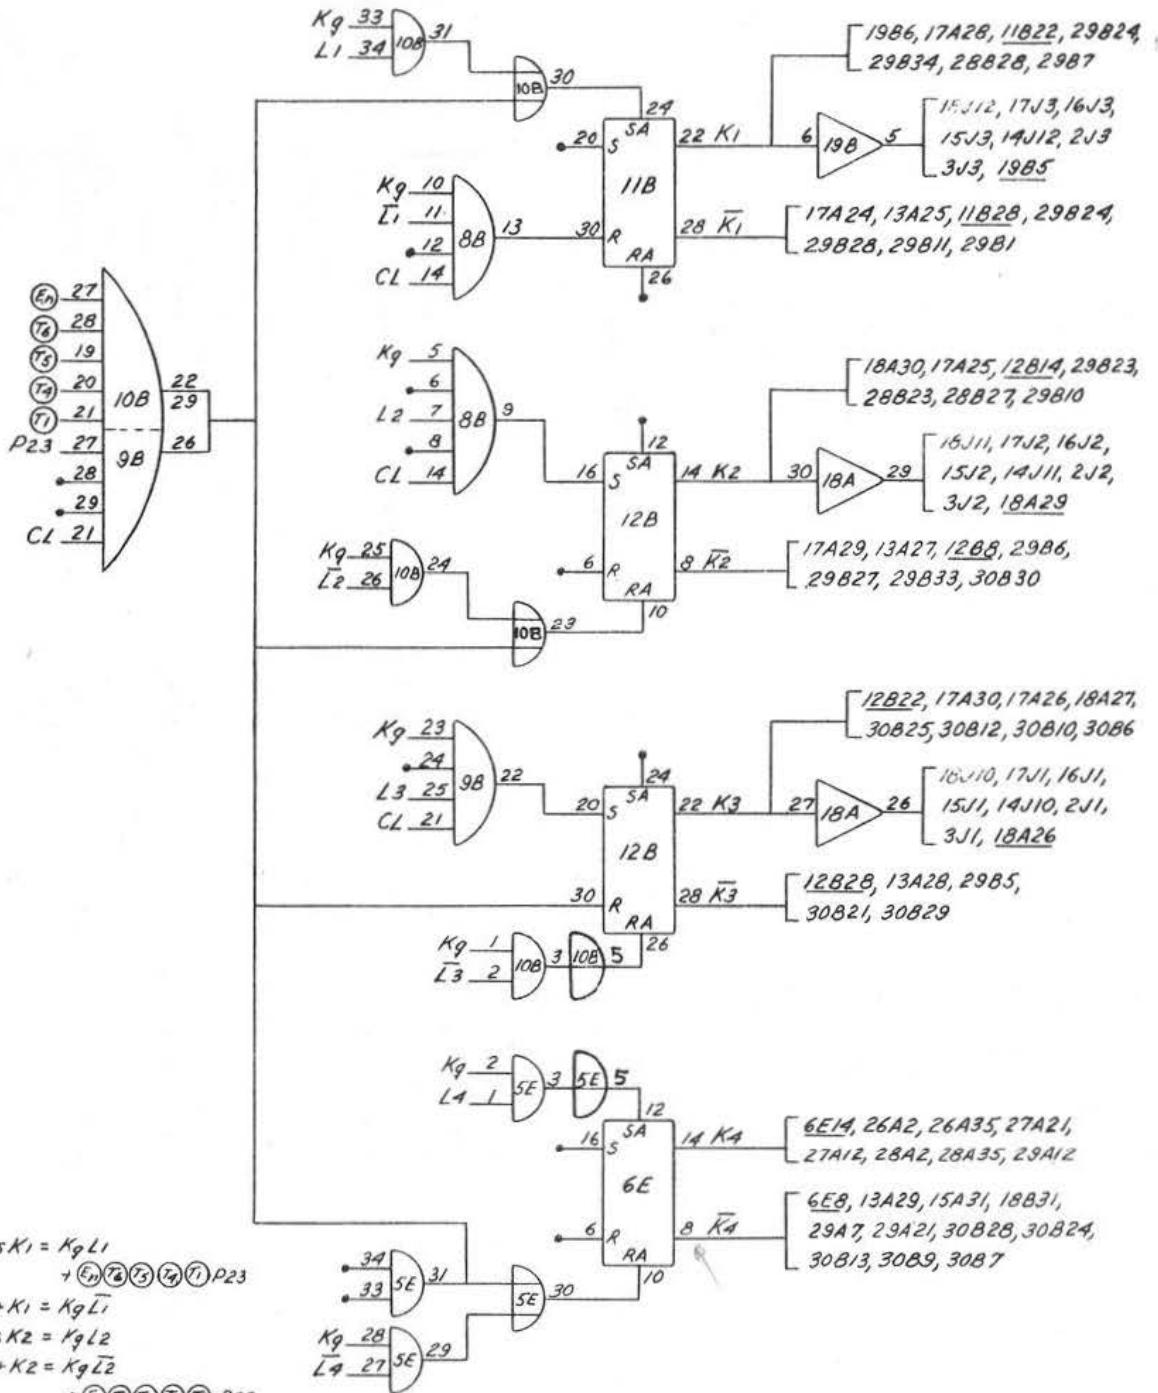 Kg 33
L1 34
10B
31
10B
30
24
SA
20 S
11B
22 K1
6 19B 5
19B6, 17A28, 11B22, 29B24,
29B34, 28B28, 29B7
18J12, 17J3, 16J3,
15J3, 14J12, 2J3
3J3, 19B5
Kg 10
L̅1̅ 11
12
CL 14
8B
13
30 R
RA
26
28 K̅1̅
17A24, 13A25, 11B28, 29B24,
29B28, 29B11, 29B1
En 27
T6 28
T5 19
T4 20
T1 21
P23 27
28
29
CL 21
10B
9B
22
29
26
Kg 5
6
L2 7
8
CL 14
8B
9
12
SA
16 S
12B
14 K2
30 18A 29
18A30, 17A25, 12B14, 29B23,
28B23, 28B27, 29B10
18J11, 17J2, 16J2,
15J2, 14J11, 2J2,
3J2, 18A29
Kg 25
L̅2̅ 26
10B
24
10B
23
6 R
RA
10
8 K̅2̅
17A29, 13A27, 12B8, 29B6,
29B27, 29B33, 30B30
Kg 23
24
L3 25
CL 21
9B
22
24
SA
20 S
12B
22 K3
27 18A 26
12B22, 17A30, 17A26, 18A27,
30B25, 30B12, 30B10, 30B6
18J10, 17J1, 16J1,
15J1, 14J10, 2J1,
3J1, 18A26
30 R
RA
26
28 K̅3̅
12B28, 13A28, 29B5,
30B21, 30B29
Kg 1
L̅3̅ 2
10B
3
10B
5
Kg 2
L4 1
5E
3
5E
5
12
SA
16 S
6E
14 K4
6E14, 26A2, 26A35, 27A21,
27A12, 28A2, 28A35, 29A12
6 R
RA
10
8 K̅4̅
6E8, 13A29, 15A31, 18B31,
29A7, 29A21, 30B28, 30B24,
30B13, 30B9, 30B7
34
33
5E
31
5E
30
Kg 28
L̅4̅ 27
5E
29
K1 = KgL1
+ En T6 T5 T4 T1 P23
K1 = KgL̅1̅
K2 = KgL2
K2 = KgL̅2̅